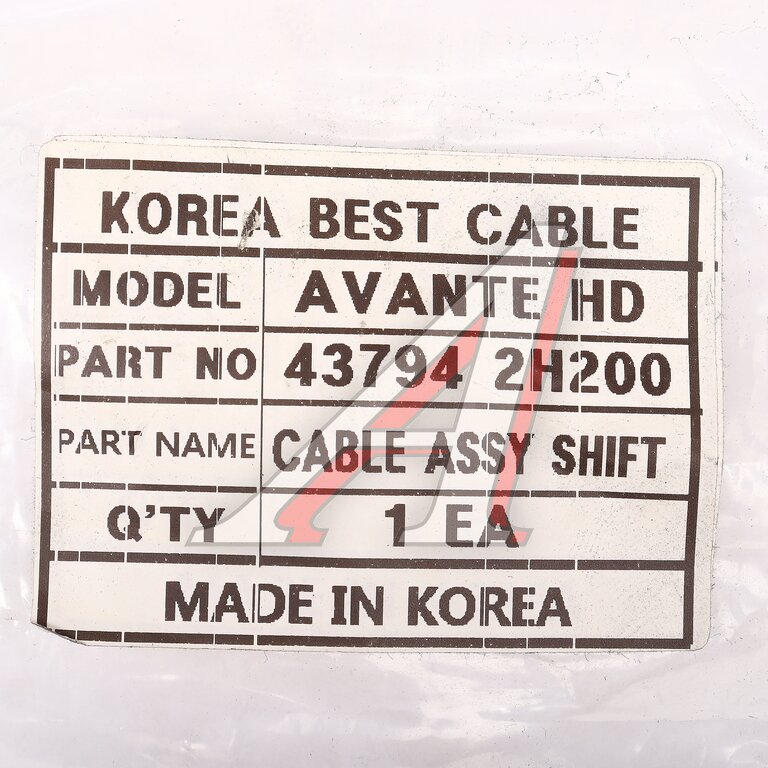 KOREA BEST CABLE
MODEL AVANTE HD
PART NO 43794 2H200
PART NAME CABLE ASSY SHIFT
Q'TY 1 EA
MADE IN KOREA